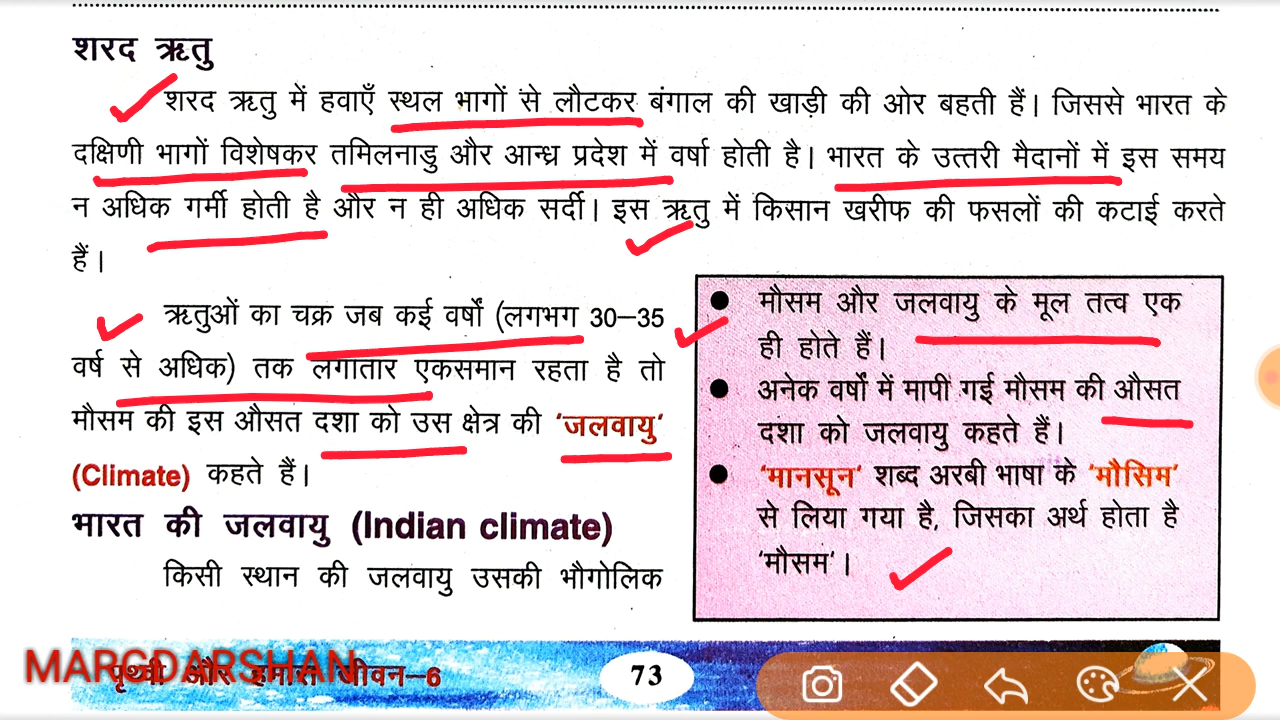 शरद ऋतु
शरद ऋतु में हवाएँ स्थल भागों से लौटकर बंगाल की खाड़ी की ओर बहती हैं। जिससे भारत के
दक्षिणी भागों विशेषकर तमिलनाडु और आन्ध्र प्रदेश में वर्षा होती है। भारत के उत्तरी मैदानों में इस समय
न अधिक गर्मी होती है और न ही अधिक सर्दी। इस ऋतु में किसान खरीफ की फसलों की कटाई करते
हैं।
ऋतुओं का चक्र जब कई वर्षों (लगभग 30–35
वर्ष से अधिक) तक लगातार एकसमान रहता है तो
मौसम की इस औसत दशा को उस क्षेत्र की ‘जलवायु’
(Climate) कहते हैं।
भारत की जलवायु (Indian climate)
किसी स्थान की जलवायु उसकी भौगोलिक
● मौसम और जलवायु के मूल तत्व एक
ही होते हैं।
● अनेक वर्षों में मापी गई मौसम की औसत
दशा को जलवायु कहते हैं।
● ‘मानसून’ शब्द अरबी भाषा के ‘मौसिम’
से लिया गया है, जिसका अर्थ होता है
‘मौसम’।
MARGDARSHAN
पृथ्वी और हमारा जीवन–6
73